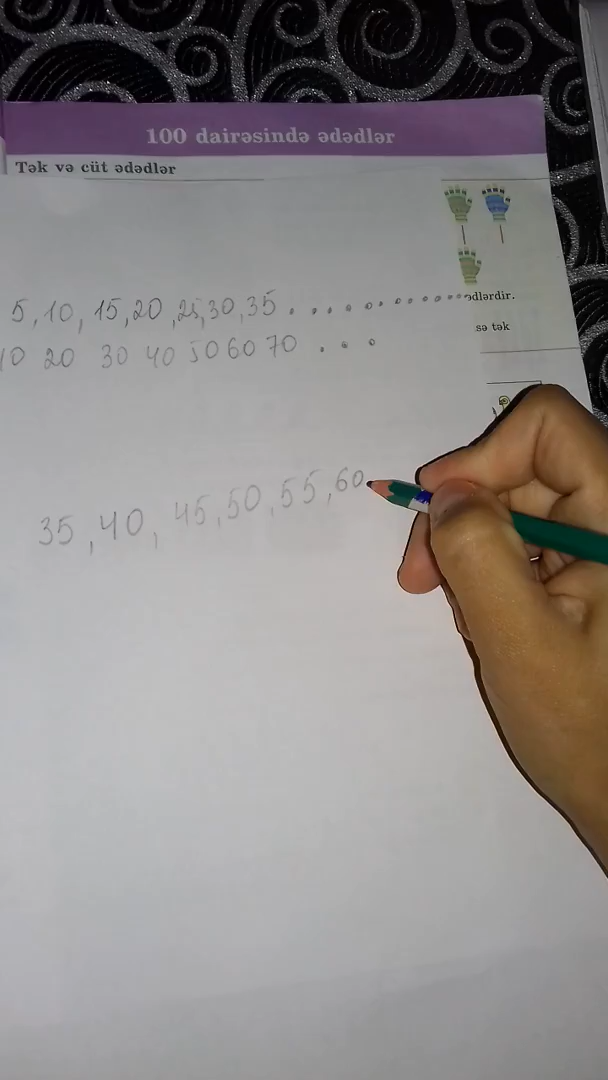 100 dairəsində ədədlər
Tək və cüt ədədlər
5, 10, 15, 20, 25, 30, 35 . . . . . . . . . . . . .
ədlərdir.
sə tək
10 20 30 40 50 60 70 . . .
35, 40, 45, 50, 55, 60